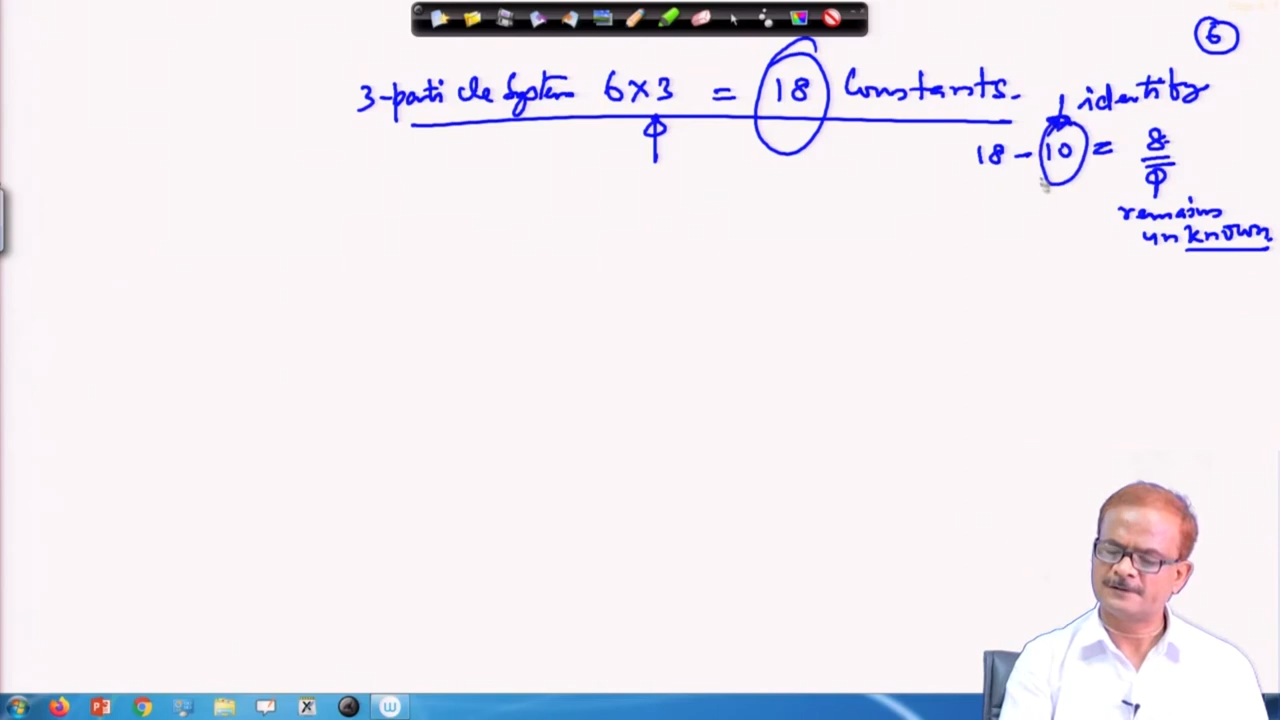 6
3-particle System 6×3 = 18 Constants.
identity
18 - 10 = 8
remains
unknown